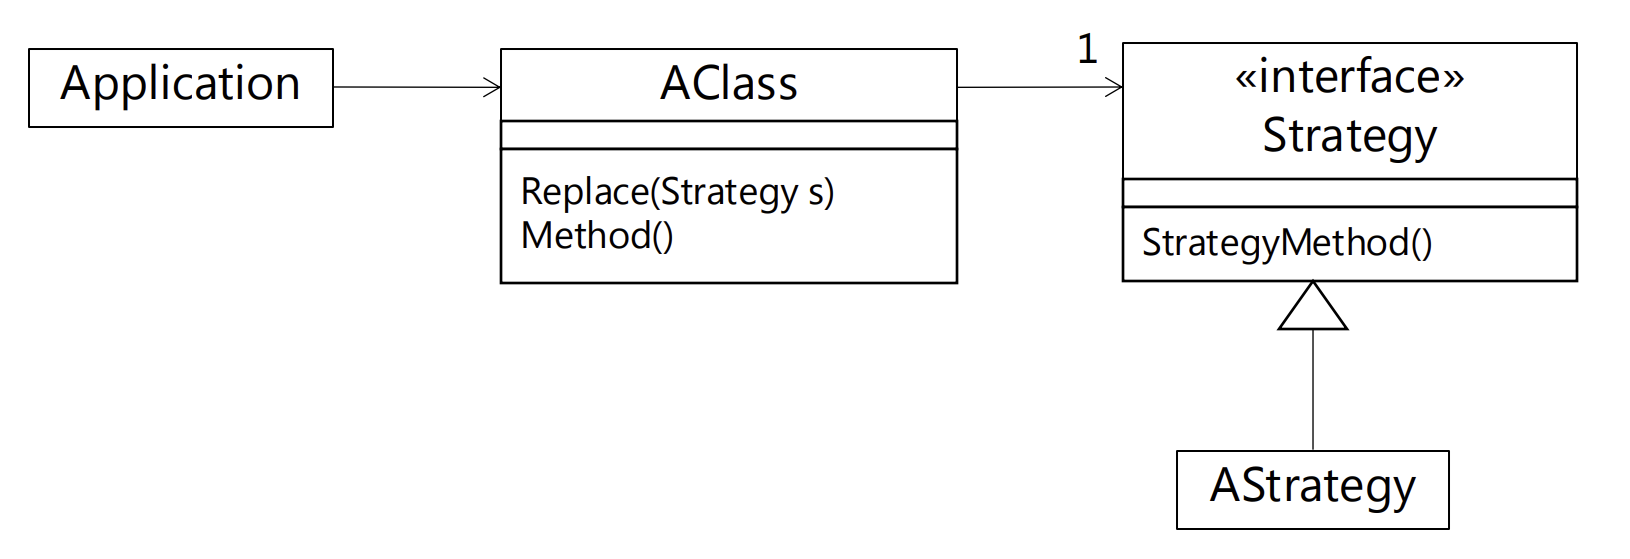 Application
AClass
Replace(Strategy s)
Method()
1
«interface»
Strategy
StrategyMethod()
AStrategy